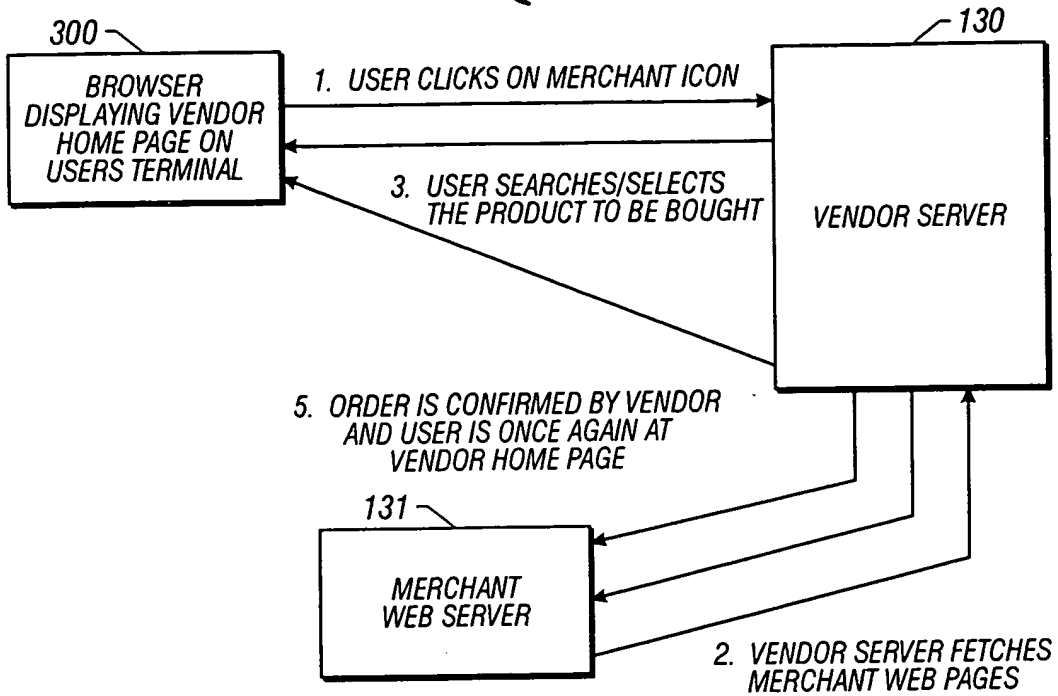 300
130
BROWSER
DISPLAYING VENDOR
HOME PAGE ON
USERS TERMINAL
1. USER CLICKS ON MERCHANT ICON
3. USER SEARCHES/SELECTS
THE PRODUCT TO BE BOUGHT
VENDOR SERVER
5. ORDER IS CONFIRMED BY VENDOR
AND USER IS ONCE AGAIN AT
VENDOR HOME PAGE
131
MERCHANT
WEB SERVER
2. VENDOR SERVER FETCHES
MERCHANT WEB PAGES